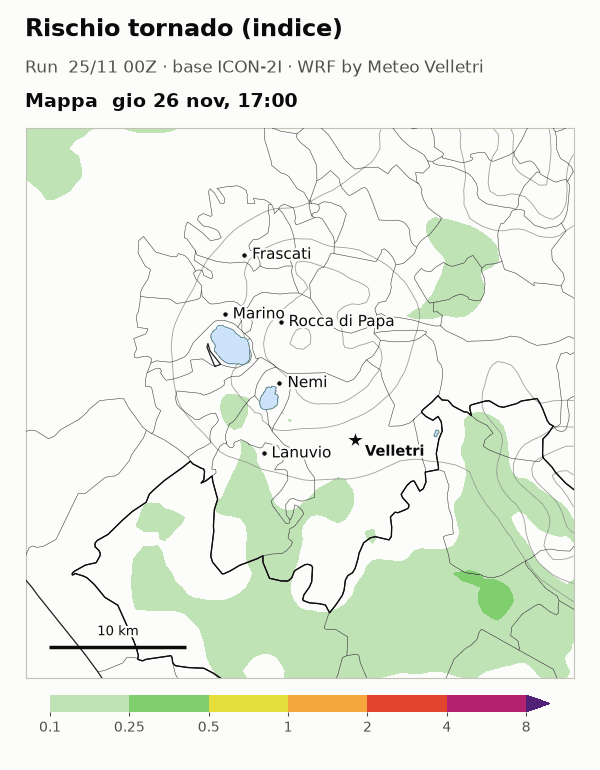 Rischio tornado (indice)
Run  25/11 00Z · base ICON-2I · WRF by Meteo Velletri
Mappa  gio 26 nov, 17:00
Frascati
Marino
Rocca di Papa
Nemi
Velletri
Lanuvio
10 km
0.1 0.25 0.5 1 2 4 8